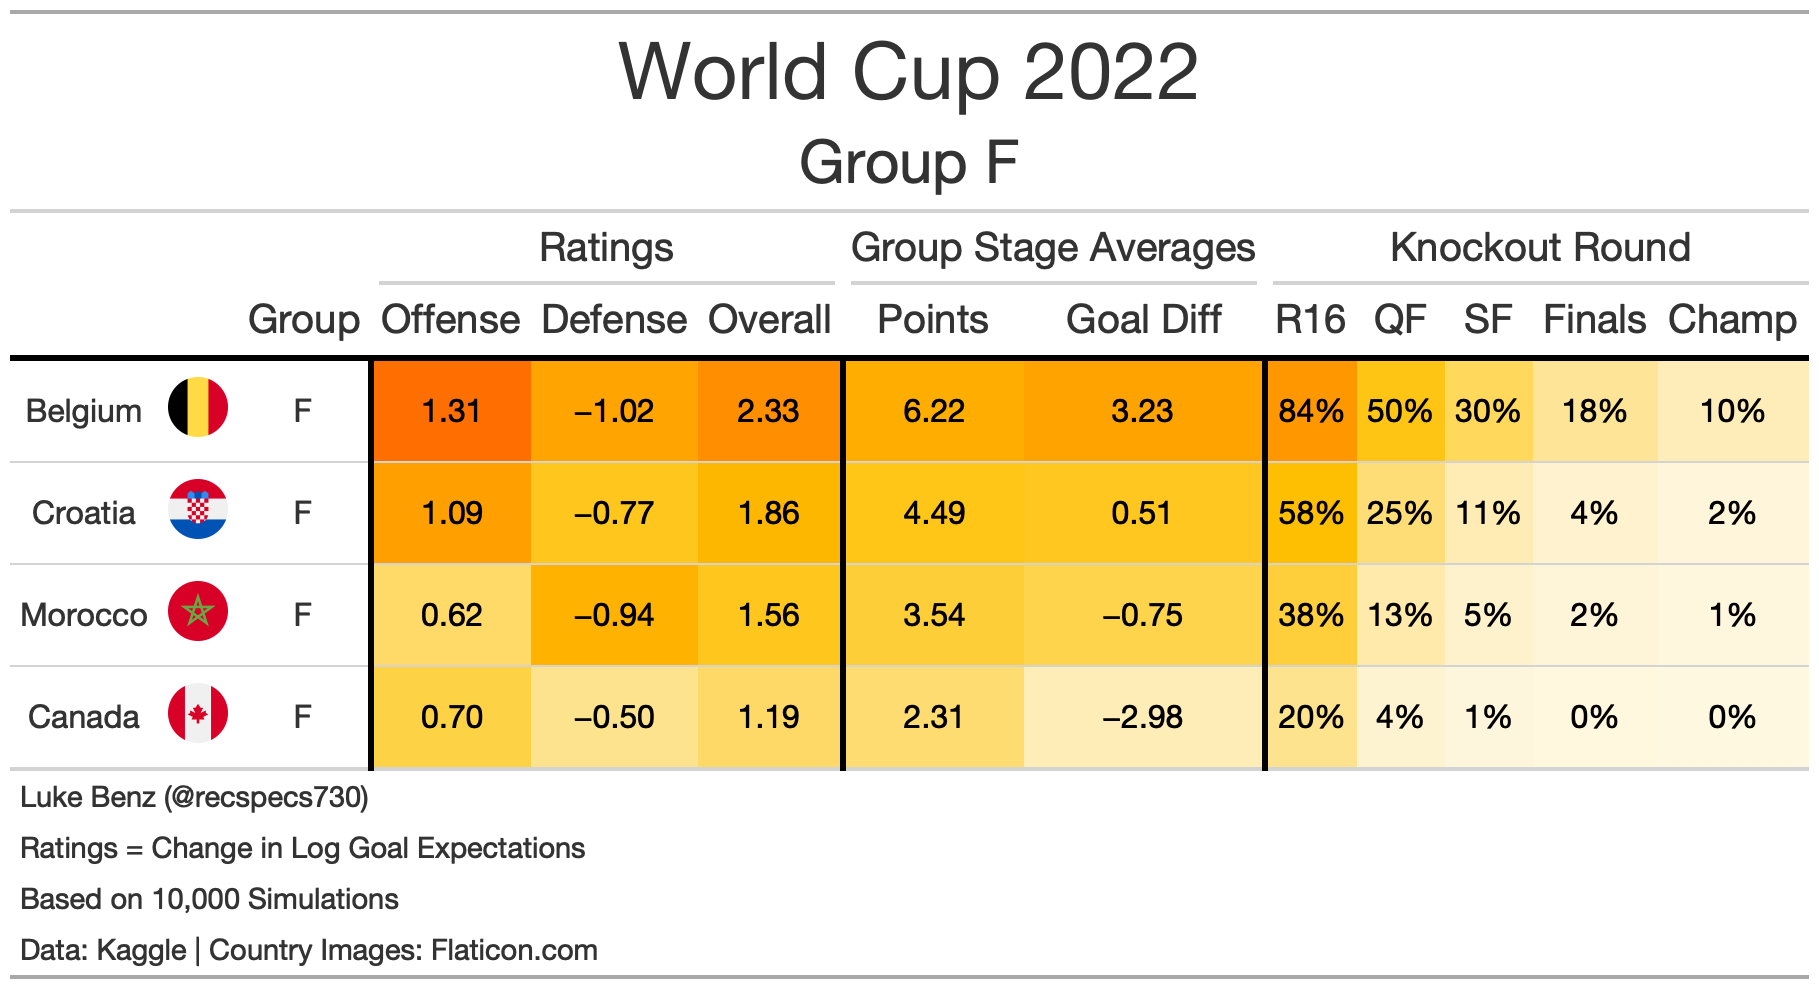 World Cup 2022
Group F
Ratings Group Stage Averages Knockout Round
Group Offense Defense Overall Points Goal Diff R16 QF SF Finals Champ
Belgium F 1.31 −1.02 2.33 6.22 3.23 84% 50% 30% 18% 10%
Croatia F 1.09 −0.77 1.86 4.49 0.51 58% 25% 11% 4% 2%
Morocco F 0.62 −0.94 1.56 3.54 −0.75 38% 13% 5% 2% 1%
Canada F 0.70 −0.50 1.19 2.31 −2.98 20% 4% 1% 0% 0%
Luke Benz (@recspecs730)
Ratings = Change in Log Goal Expectations
Based on 10,000 Simulations
Data: Kaggle | Country Images: Flaticon.com